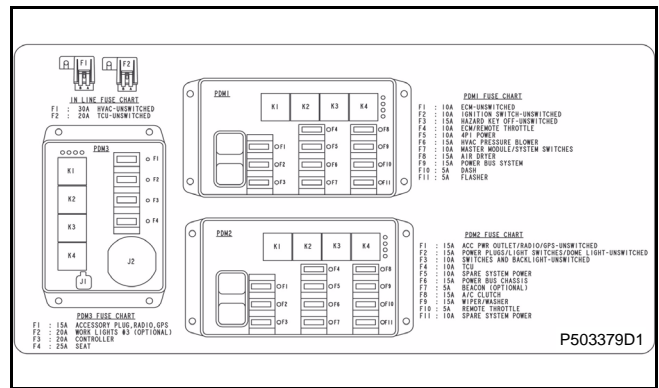 F1
F2
IN LINE FUSE CHART
F1 : 30A HVAC-UNSWITCHED
F2 : 20A TCU-UNSWITCHED
PDM3
K1
K2
K3
K4
F1
F2
F3
F4
J1
J2
PDM3 FUSE CHART
F1 : 15A ACCESSORY PLUG,RADIO,GPS
F2 : 20A WORK LIGHTS #3 (OPTIONAL)
F3 : 20A CONTROLLER
F4 : 25A SEAT
PDM1
K1 K2 K3 K4
F4 F8
F1 F5 F9
F2 F6 F10
F3 F7 F11
PDM1 FUSE CHART
F1 : 10A ECM-UNSWITCHED
F2 : 10A IGNITION SWITCH-UNSWITCHED
F3 : 15A HAZARD KEY OFF-UNSWITCHED
F4 : 10A ECM/REMOTE THROTTLE
F5 : 10A 4PI POWER
F6 : 15A HVAC PRESSURE BLOWER
F7 : 10A MASTER MODULE/SYSTEM SWITCHES
F8 : 15A AIR DRYER
F9 : 15A POWER BUS SYSTEM
F10 : 5A DASH
F11 : 5A FLASHER
PDM2
K1 K2 K3 K4
F4 F8
F1 F5 F9
F2 F6 F10
F3 F7 F11
PDM2 FUSE CHART
F1 : 15A ACC PWR OUTLET/RADIO/GPS-UNSWITCHED
F2 : 15A POWER PLUGS/LIGHT SWITCHES/DOME LIGHT-UNSWITCHED
F3 : 10A SWITCHES AND BACKLIGHT-UNSWITCHED
F4 : 10A TCU
F5 : 10A SPARE SYSTEM POWER
F6 : 15A POWER BUS CHASSIS
F7 : 5A BEACON (OPTIONAL)
F8 : 15A A/C CLUTCH
F9 : 15A WIPER/WASHER
F10 : 5A REMOTE THROTTLE
F11 : 10A SPARE SYSTEM POWER
P503379D1